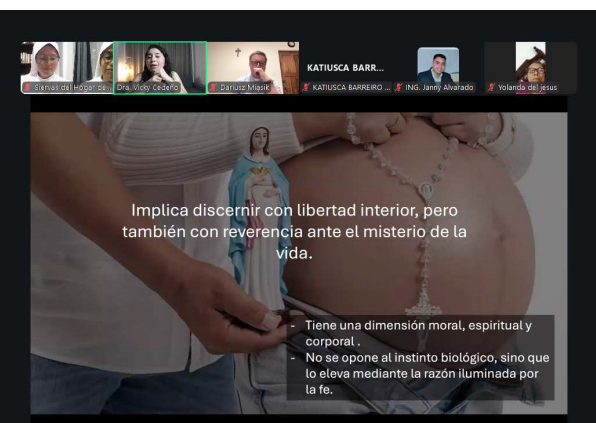 KATIUSCA BARR...
Siervas del Hogar de... Dra. Vicky Cedeño Dariusz Miąsik KATIUSCA BARREIRO ... ING. Janny Alvarado Yolanda del jesus
Implica discernir con libertad interior, pero
también con reverencia ante el misterio de la
vida.
- Tiene una dimensión moral, espiritual y
corporal .
- No se opone al instinto biológico, sino que
lo eleva mediante la razón iluminada por
la fe.